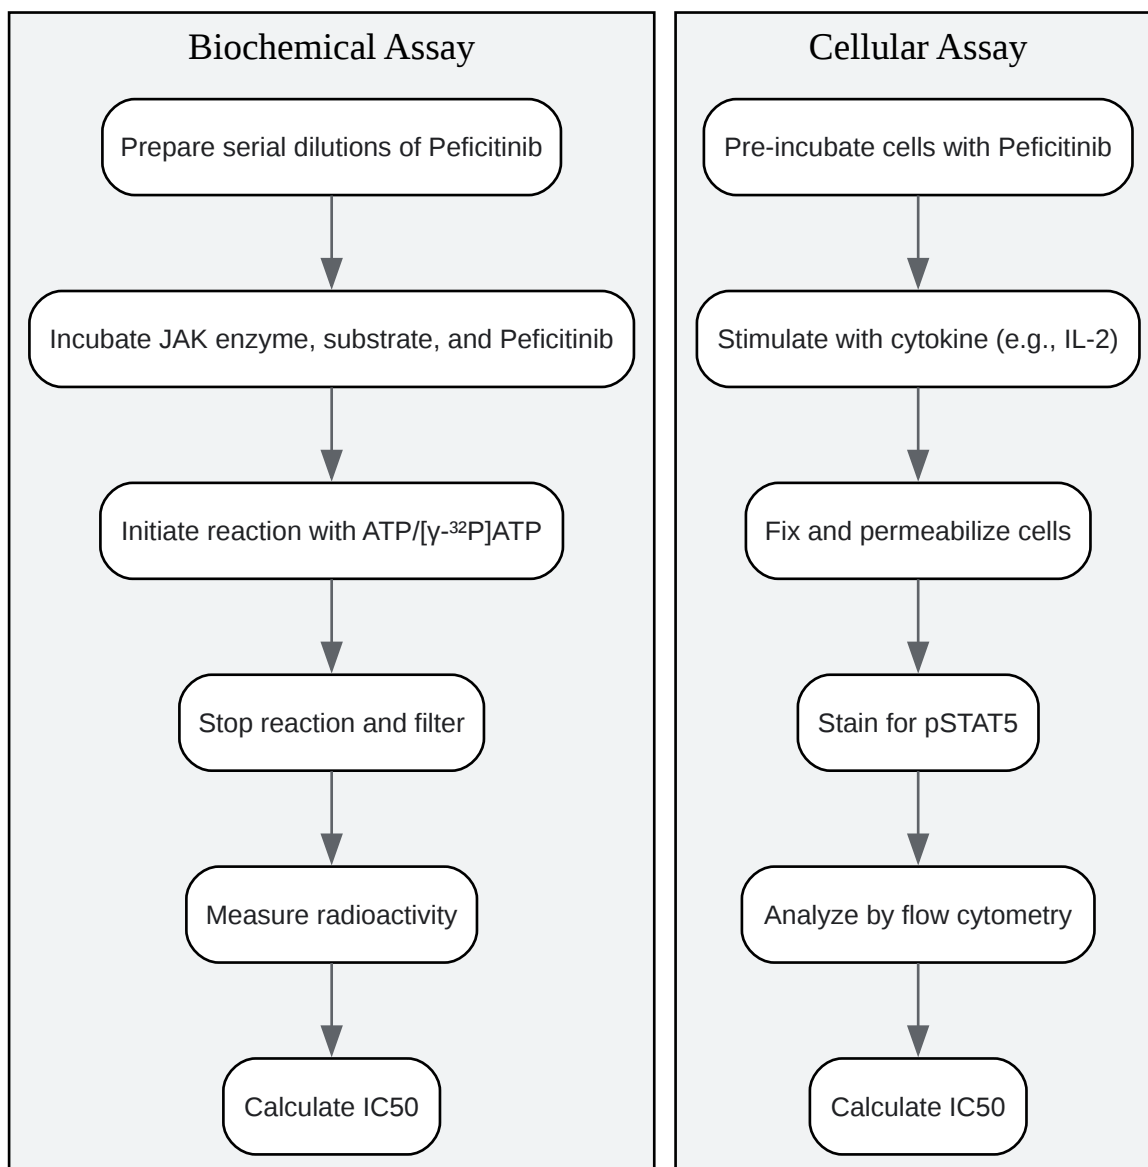 Biochemical Assay
Prepare serial dilutions of Peficitinib
Incubate JAK enzyme, substrate, and Peficitinib
Initiate reaction with ATP/[γ-³²P]ATP
Stop reaction and filter
Measure radioactivity
Calculate IC50
Cellular Assay
Pre-incubate cells with Peficitinib
Stimulate with cytokine (e.g., IL-2)
Fix and permeabilize cells
Stain for pSTAT5
Analyze by flow cytometry
Calculate IC50